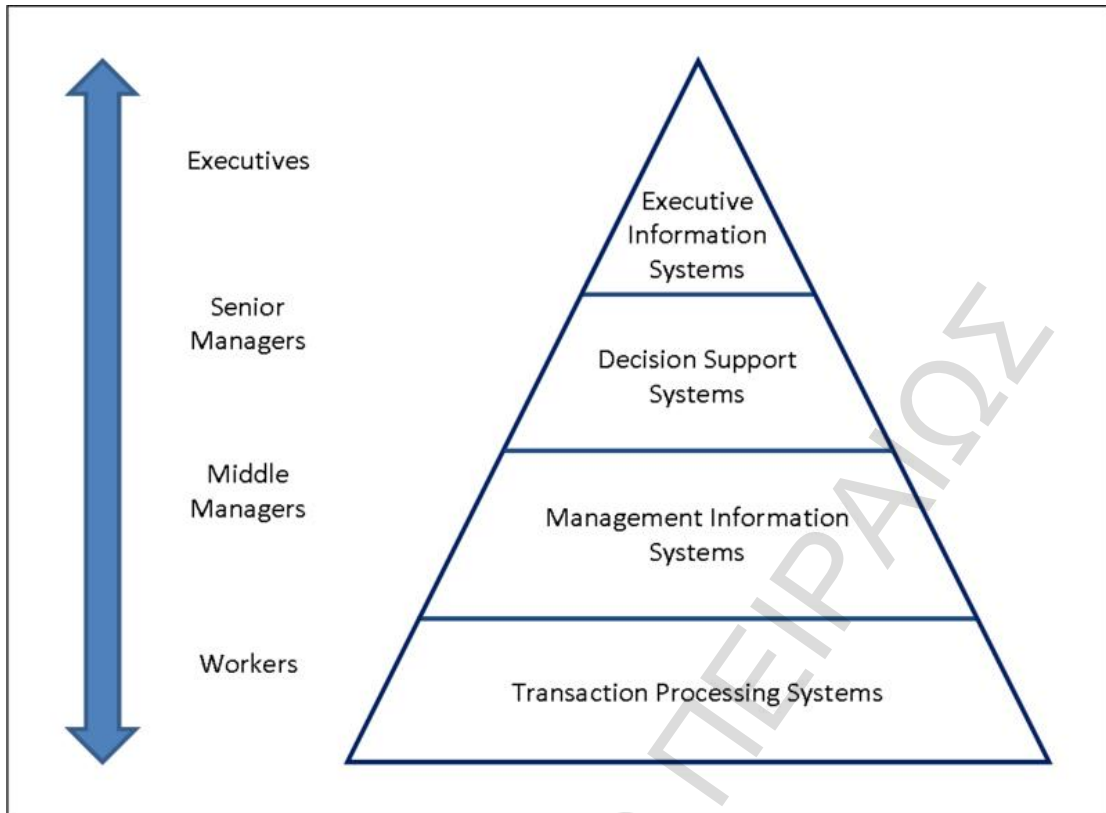 Executives
Executive
Information
Systems
Senior
Managers
Decision Support
Systems
Middle
Managers
Management Information
Systems
Workers
Transaction Processing Systems
ΠΕΙΡΑΙΩΣ